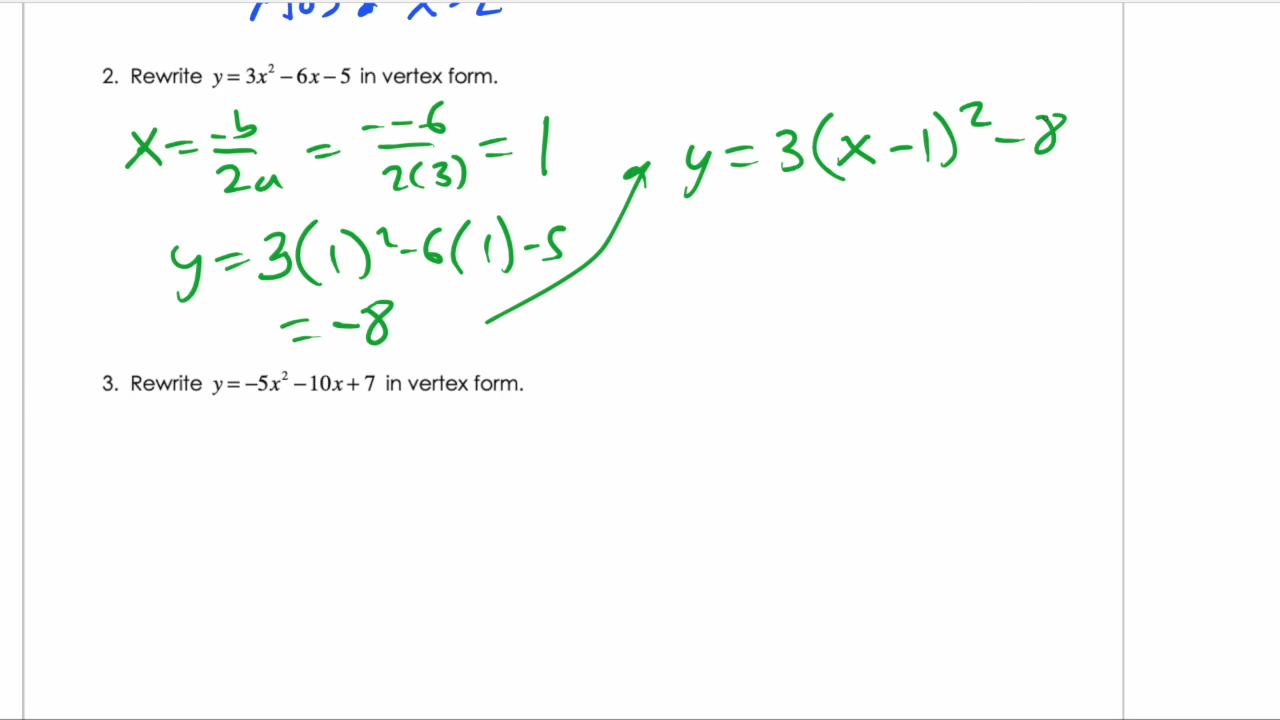 2. Rewrite y = 3x² − 6x − 5 in vertex form.
x = -b/2a = --6/2(3) = 1
y = 3(x-1)² - 8
y = 3(1)² - 6(1) - 5
= -8
3. Rewrite y = −5x² − 10x + 7 in vertex form.